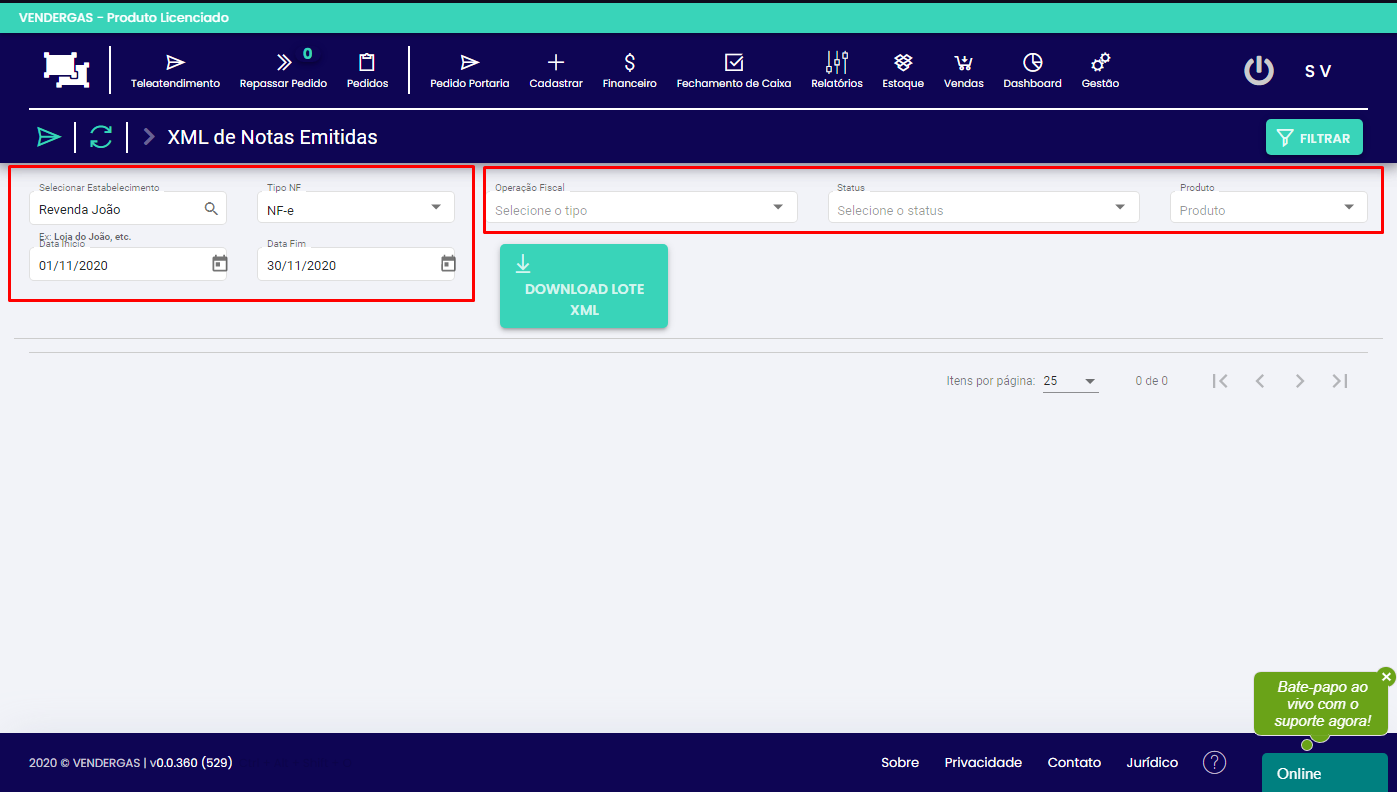 VENDERGAS - Produto Licenciado
0
Teleatendimento Repassar Pedido Pedidos Pedido Portaria Cadastrar Financeiro Fechamento de Caixa Relatórios Estoque Vendas Dashboard Gestão S V
XML de Notas Emitidas FILTRAR
Selecionar Estabelecimento Tipo NF Operação Fiscal Status Produto
Revenda João NF-e Selecione o tipo Selecione o status Produto
Ex: Loja do João, etc.
Data Início Data Fim
01/11/2020 30/11/2020
DOWNLOAD LOTE
XML
Itens por página: 25 0 de 0
Bate-papo ao
vivo com o
suporte agora!
2020 © VENDERGAS | v0.0.360 (529) Sobre Privacidade Contato Jurídico ?
Online